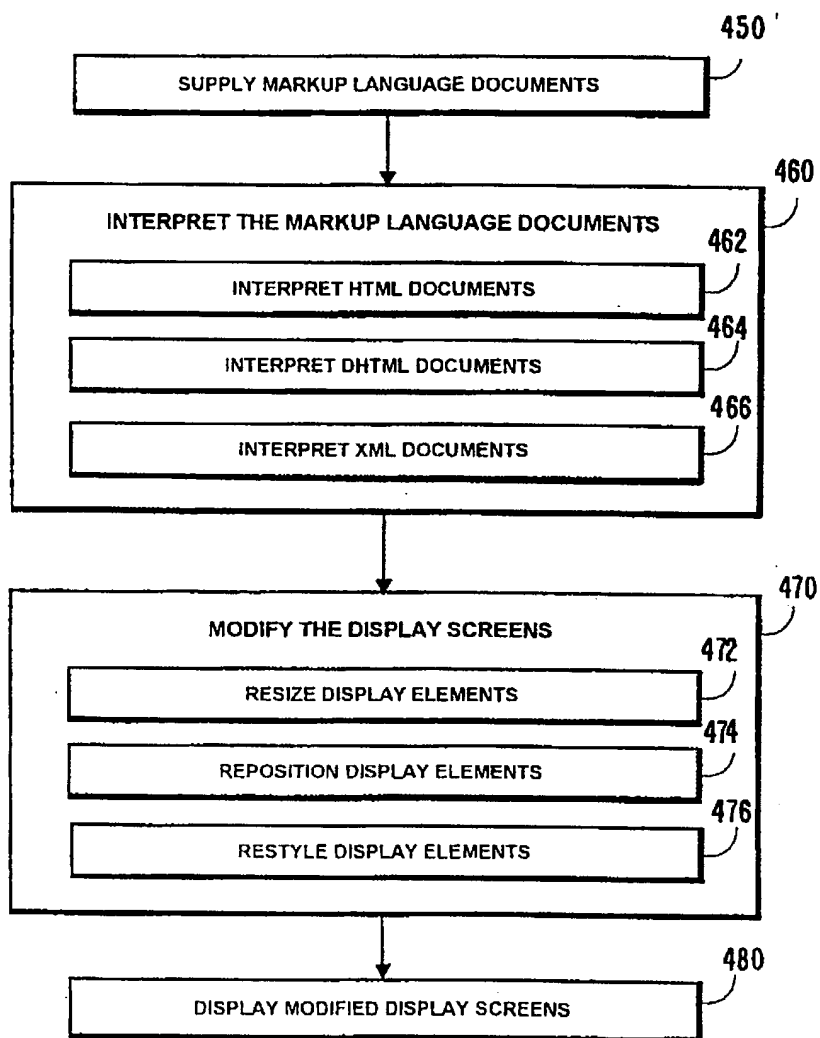 450
SUPPLY MARKUP LANGUAGE DOCUMENTS
460
INTERPRET THE MARKUP LANGUAGE DOCUMENTS
462
INTERPRET HTML DOCUMENTS
464
INTERPRET DHTML DOCUMENTS
466
INTERPRET XML DOCUMENTS
470
MODIFY THE DISPLAY SCREENS
472
RESIZE DISPLAY ELEMENTS
474
REPOSITION DISPLAY ELEMENTS
476
RESTYLE DISPLAY ELEMENTS
480
DISPLAY MODIFIED DISPLAY SCREENS